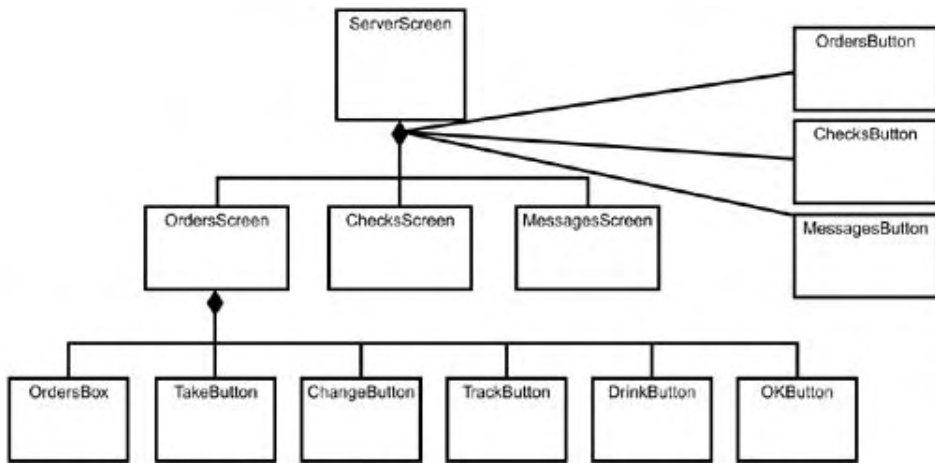 ServerScreen
OrdersButton
ChecksButton
OrdersScreen
ChecksScreen
MessagesScreen
MessagesButton
OrdersBox
TakeButton
ChangeButton
TrackButton
DrinkButton
OKButton